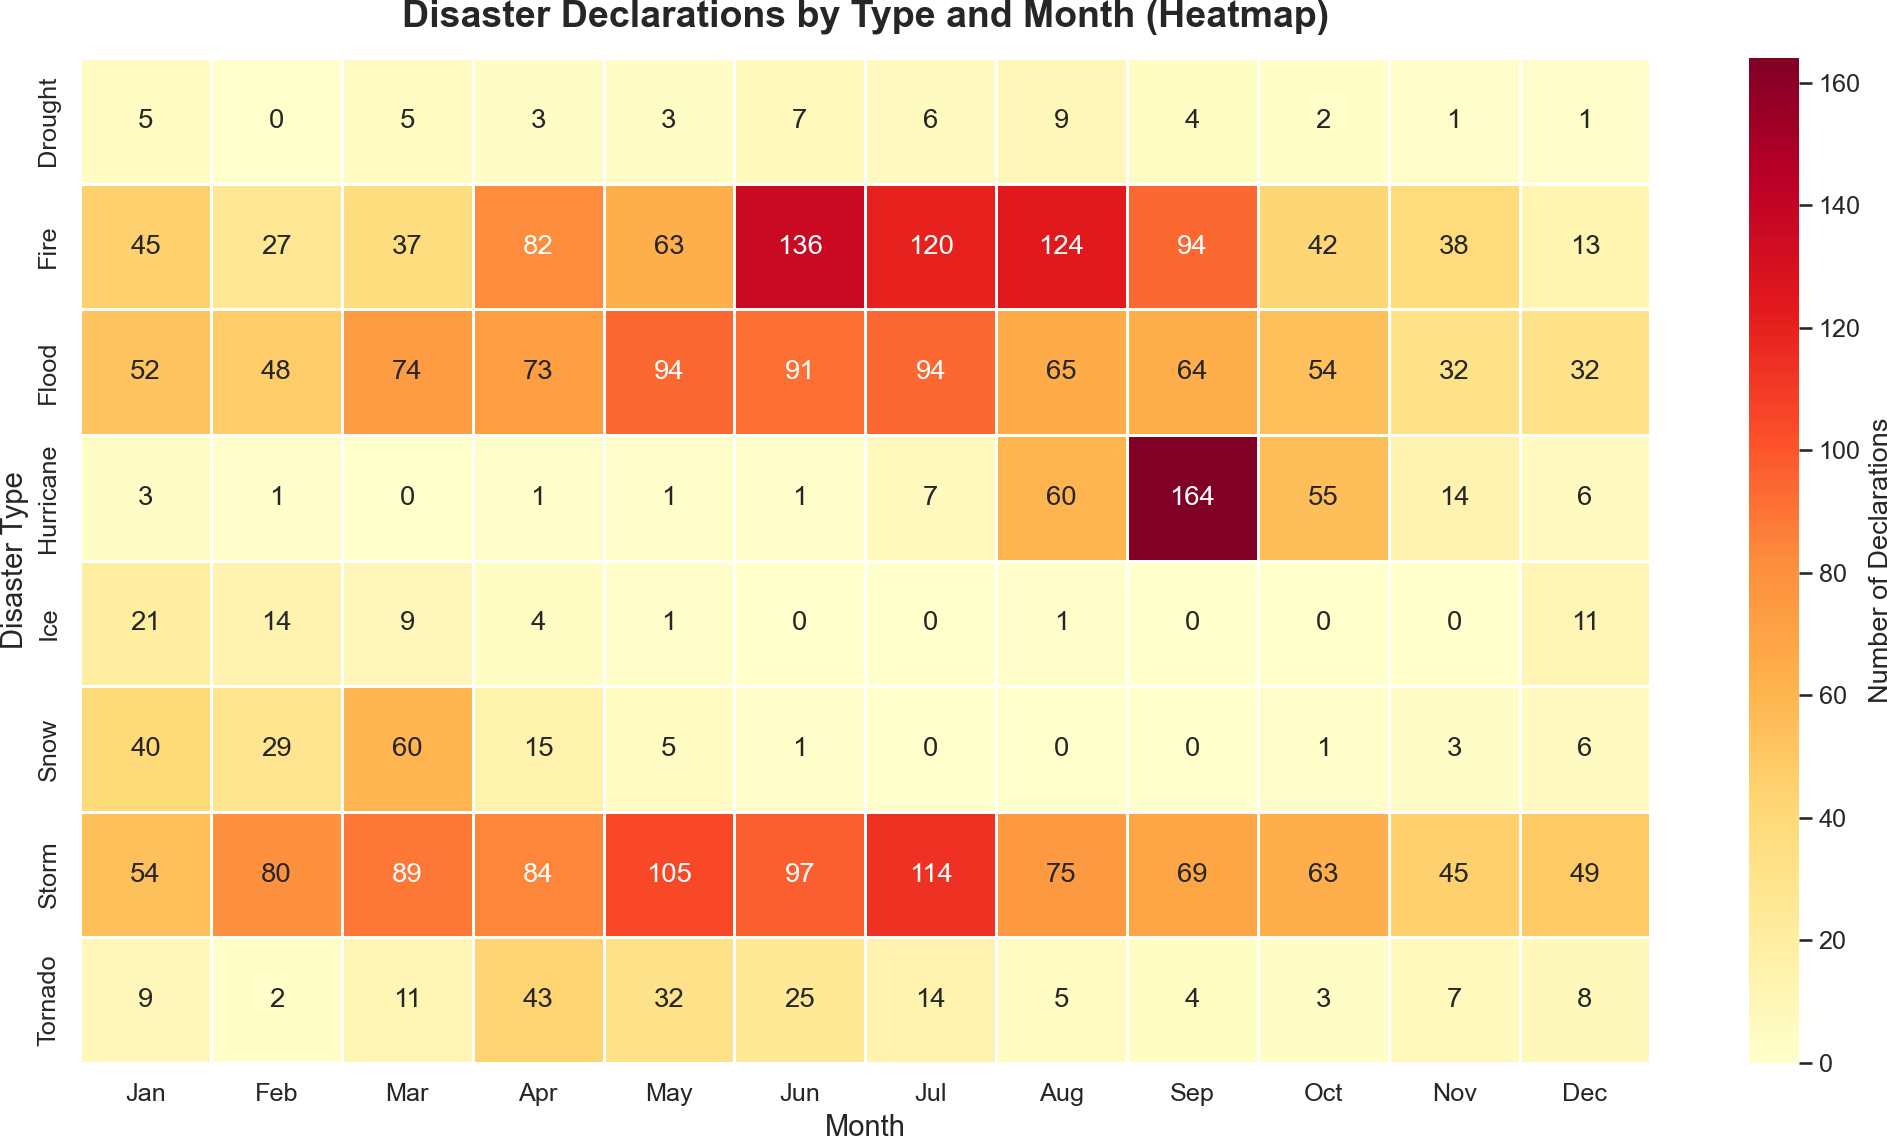 Disaster Declarations by Type and Month (Heatmap)
Disaster Type
Drought 5 0 5 3 3 7 6 9 4 2 1 1
Fire 45 27 37 82 63 136 120 124 94 42 38 13
Flood 52 48 74 73 94 91 94 65 64 54 32 32
Hurricane 3 1 0 1 1 1 7 60 164 55 14 6
Ice 21 14 9 4 1 0 0 1 0 0 0 11
Snow 40 29 60 15 5 1 0 0 0 1 3 6
Storm 54 80 89 84 105 97 114 75 69 63 45 49
Tornado 9 2 11 43 32 25 14 5 4 3 7 8
Jan Feb Mar Apr May Jun Jul Aug Sep Oct Nov Dec
Month
160
140
120
100
80
60
40
20
0
Number of Declarations